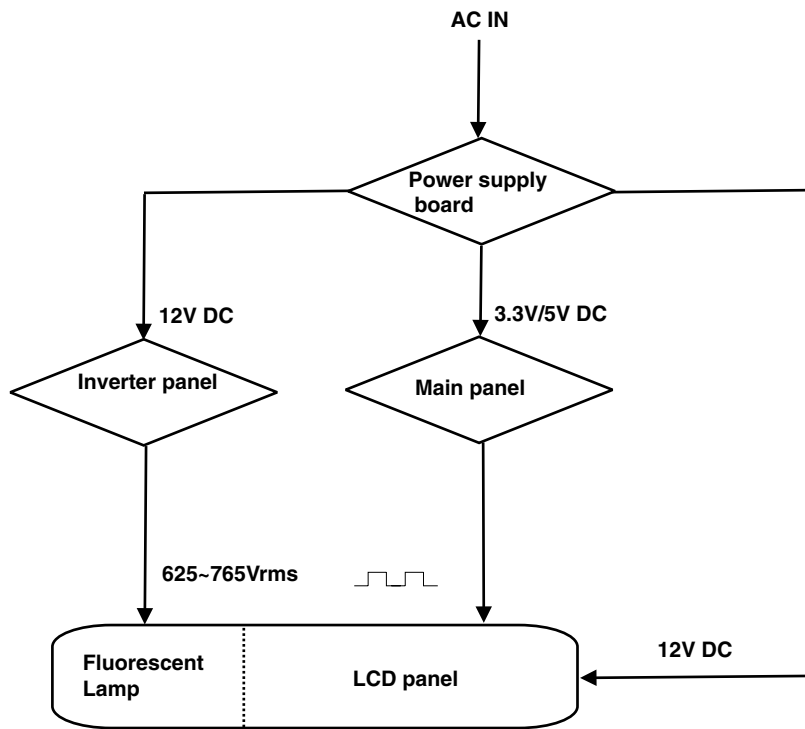 AC IN
Power supply
board
12V DC
3.3V/5V DC
Inverter panel
Main panel
625~765Vrms
Fluorescent
Lamp
LCD panel
12V DC